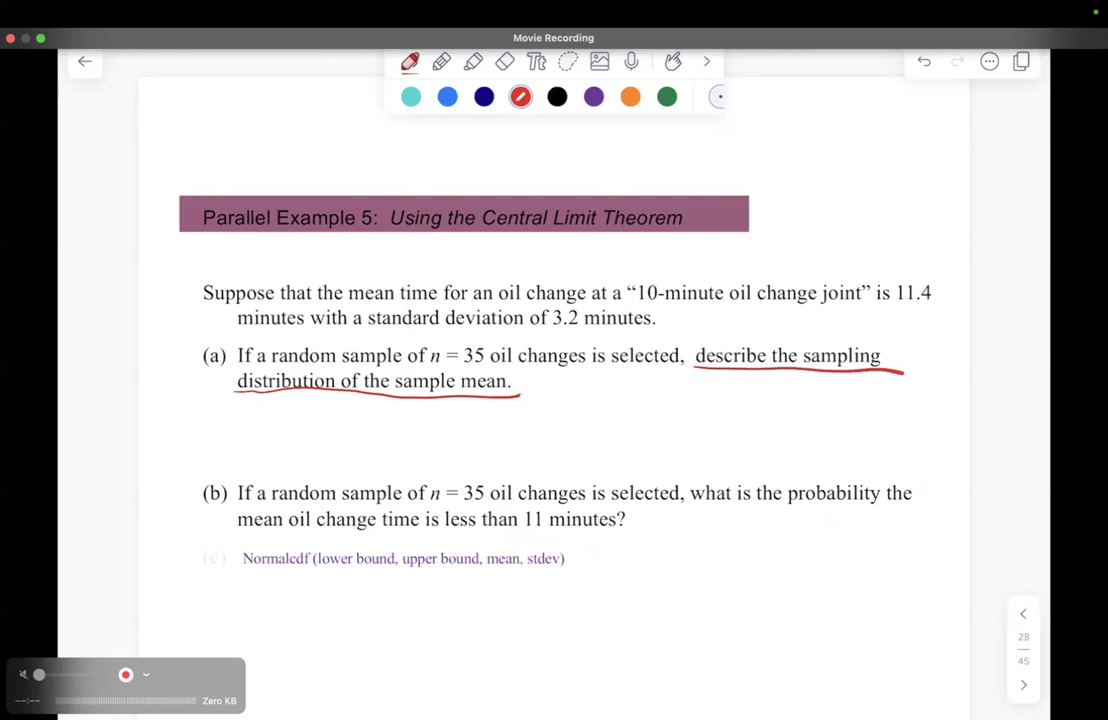 Movie Recording
Tt
Parallel Example 5: Using the Central Limit Theorem
Suppose that the mean time for an oil change at a “10-minute oil change joint” is 11.4
minutes with a standard deviation of 3.2 minutes.
(a) If a random sample of n = 35 oil changes is selected, describe the sampling
distribution of the sample mean.
(b) If a random sample of n = 35 oil changes is selected, what is the probability the
mean oil change time is less than 11 minutes?
(c) Normalcdf (lower bound, upper bound, mean, stdev)
28
45
--:--
Zero KB